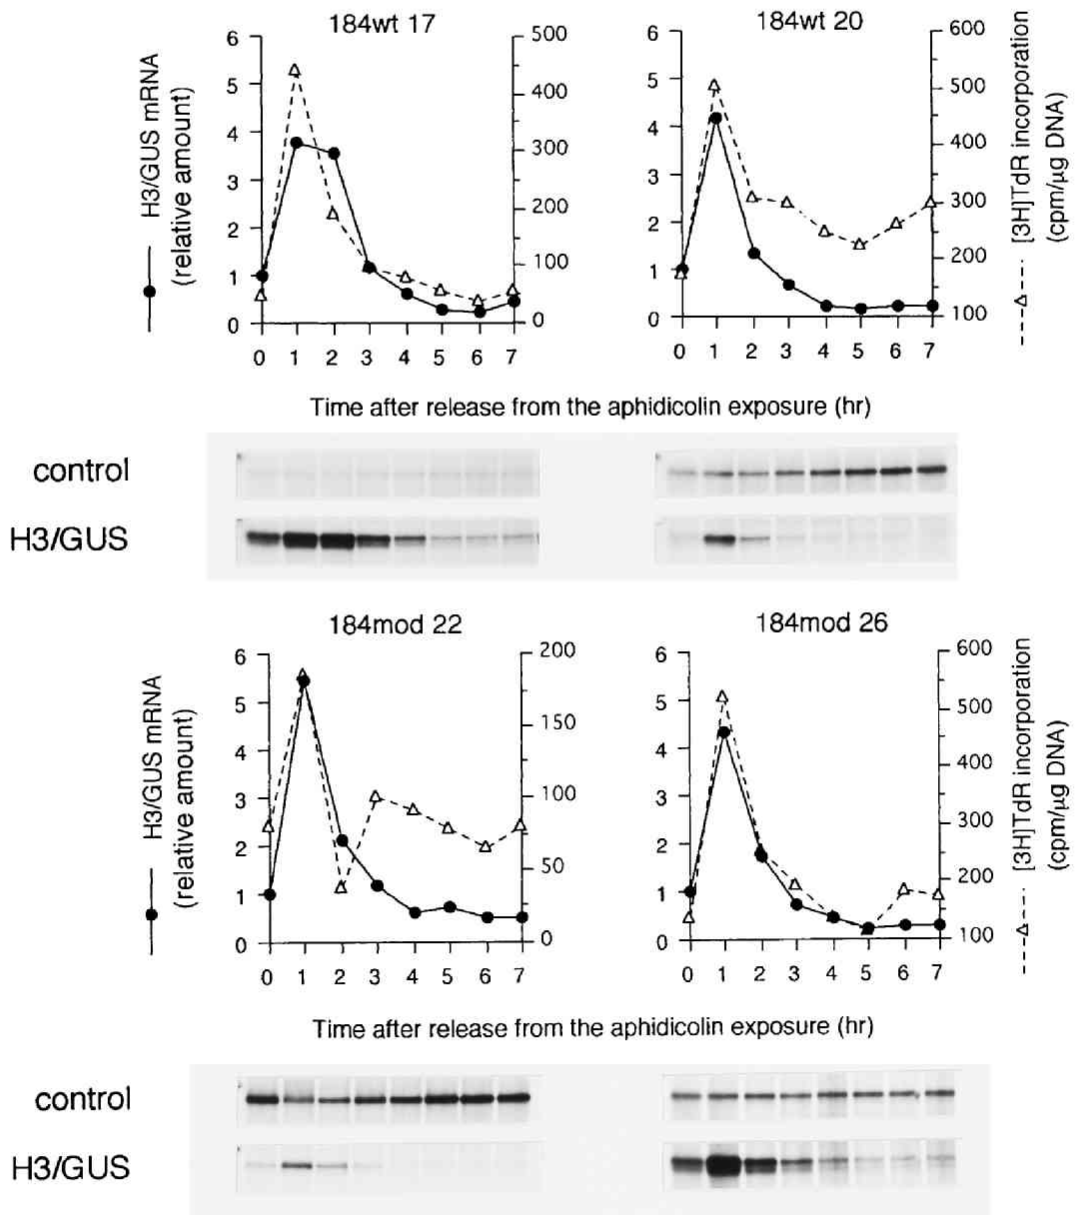 184wt 17
184wt 20
H3/GUS mRNA
(relative amount)
6
5
4
3
2
1
0
500
400
300
200
100
0
6
5
4
3
2
1
0
600
500
400
300
200
100
[3H]TdR incorporation
(cpm/μg DNA)
0 1 2 3 4 5 6 7
0 1 2 3 4 5 6 7
Time after release from the aphidicolin exposure (hr)
control
H3/GUS
184mod 22
184mod 26
H3/GUS mRNA
(relative amount)
6
5
4
3
2
1
0
200
150
100
50
0
6
5
4
3
2
1
0
600
500
400
300
200
100
[3H]TdR incorporation
(cpm/μg DNA)
0 1 2 3 4 5 6 7
0 1 2 3 4 5 6 7
Time after release from the aphidicolin exposure (hr)
control
H3/GUS